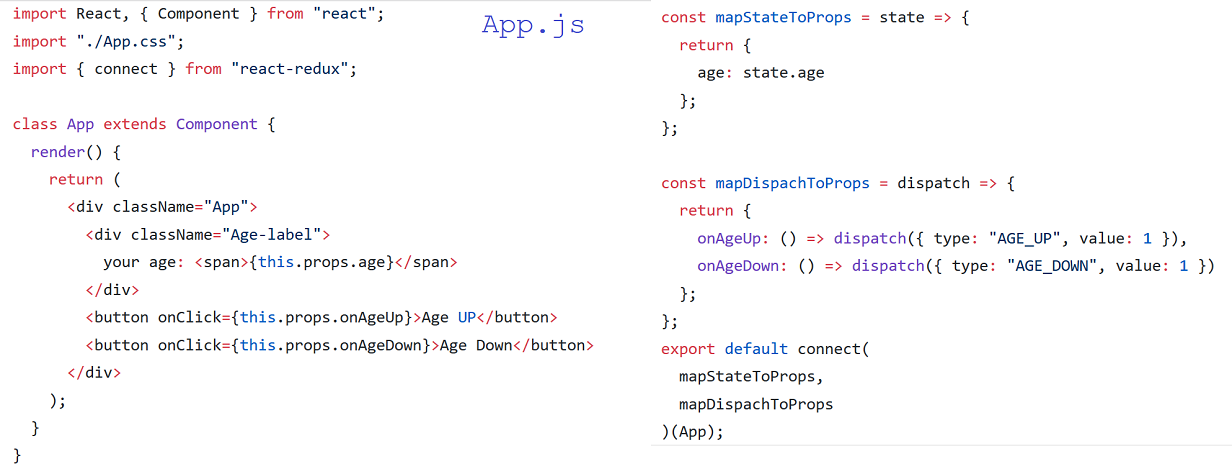 import React, { Component } from "react";
import "./App.css";
import { connect } from "react-redux";
App.js
class App extends Component {
render() {
return (
<div className="App">
<div className="Age-label">
your age: <span>{this.props.age}</span>
</div>
<button onClick={this.props.onAgeUp}>Age UP</button>
<button onClick={this.props.onAgeDown}>Age Down</button>
</div>
);
}
}
const mapStateToProps = state => {
return {
age: state.age
};
};
const mapDispachToProps = dispatch => {
return {
onAgeUp: () => dispatch({ type: "AGE_UP", value: 1 }),
onAgeDown: () => dispatch({ type: "AGE_DOWN", value: 1 })
};
};
export default connect(
mapStateToProps,
mapDispachToProps
)(App);